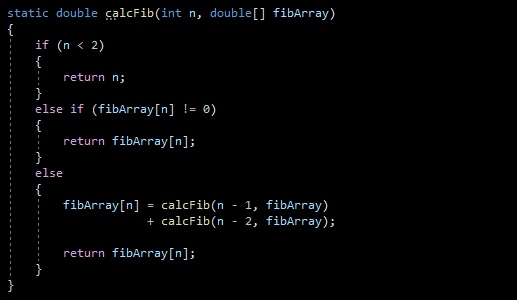 static double calcFib(int n, double[] fibArray)
{
    if (n < 2)
    {
        return n;
    }
    else if (fibArray[n] != 0)
    {
        return fibArray[n];
    }
    else
    {
        fibArray[n] = calcFib(n - 1, fibArray)
                    + calcFib(n - 2, fibArray);

        return fibArray[n];
    }
}